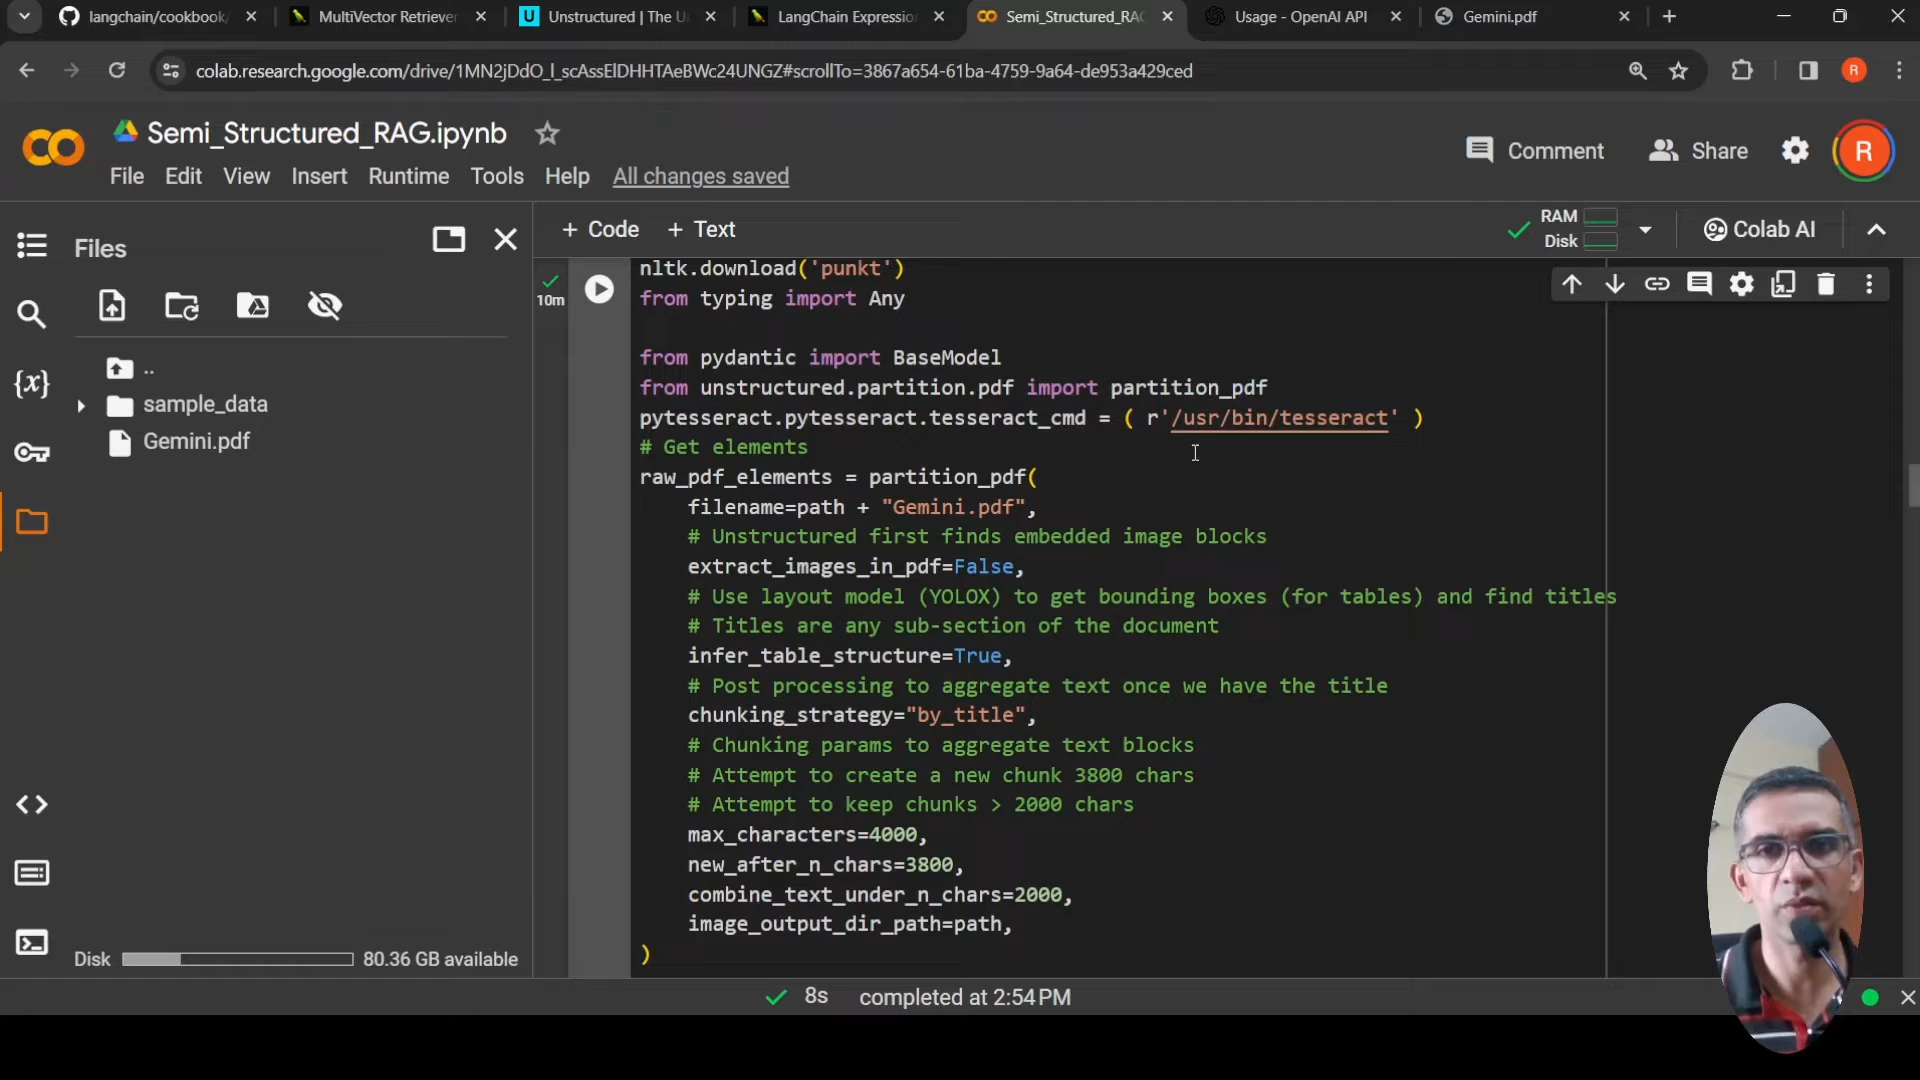 langchain/cookbook/
MultiVector Retriever
Unstructured | The U
LangChain Expressio
Semi_Structured_RA
Usage - OpenAI API
Gemini.pdf
colab.research.google.com/drive/1MN2jDdO_l_scAssElDHHTAeBWc24UNGZ#scrollTo=3867a654-61ba-4759-9a64-de953a429ced
R
Semi_Structured_RAG.ipynb
Comment
Share
R
File Edit View Insert Runtime Tools Help All changes saved
Files
+ Code + Text
RAM
Disk
Colab AI
10m
..
sample_data
Gemini.pdf
{x}
nltk.download('punkt')
from typing import Any
from pydantic import BaseModel
from unstructured.partition.pdf import partition_pdf
pytesseract.pytesseract.tesseract_cmd = ( r'/usr/bin/tesseract' )
# Get elements
raw_pdf_elements = partition_pdf(
filename=path + "Gemini.pdf",
# Unstructured first finds embedded image blocks
extract_images_in_pdf=False,
# Use layout model (YOLOX) to get bounding boxes (for tables) and find titles
# Titles are any sub-section of the document
infer_table_structure=True,
# Post processing to aggregate text once we have the title
chunking_strategy="by_title",
# Chunking params to aggregate text blocks
# Attempt to create a new chunk 3800 chars
# Attempt to keep chunks > 2000 chars
max_characters=4000,
new_after_n_chars=3800,
combine_text_under_n_chars=2000,
image_output_dir_path=path,
)
Disk 80.36 GB available
8s completed at 2:54 PM